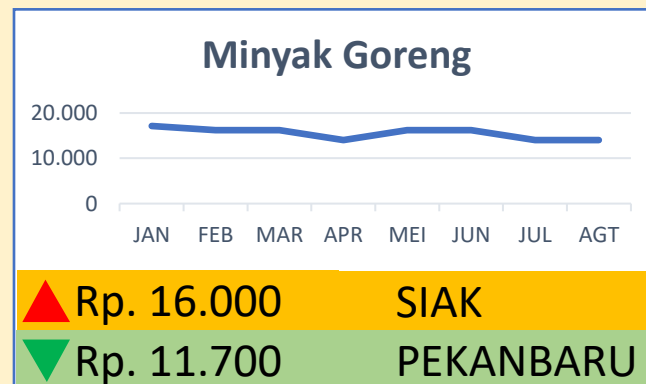 Minyak Goreng
20.000
10.000
0
JAN FEB MAR APR MEI JUN JUL AGT
Rp. 16.000 SIAK
Rp. 11.700 PEKANBARU